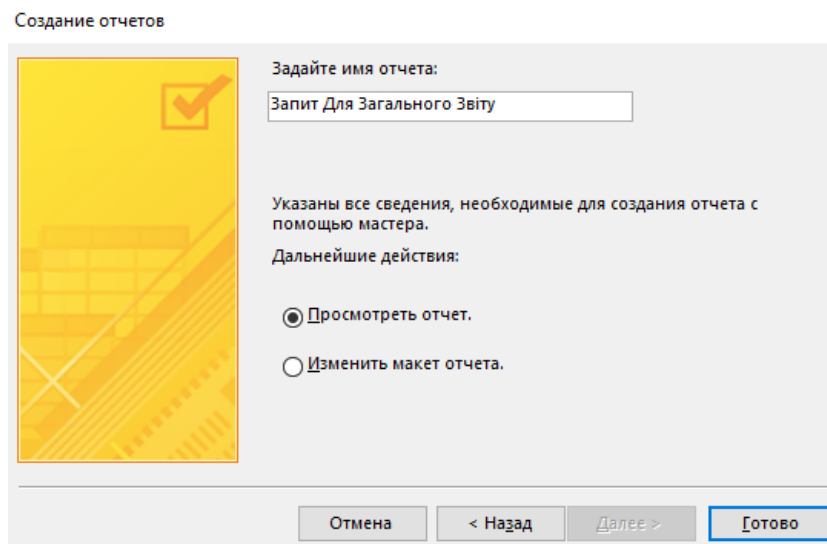 Создание отчетов
Задайте имя отчета:
Запит Для Загального Звіту
Указаны все сведения, необходимые для создания отчета с
помощью мастера.
Дальнейшие действия:
Просмотреть отчет.
Изменить макет отчета.
Отмена
< Назад
Далее >
Готово